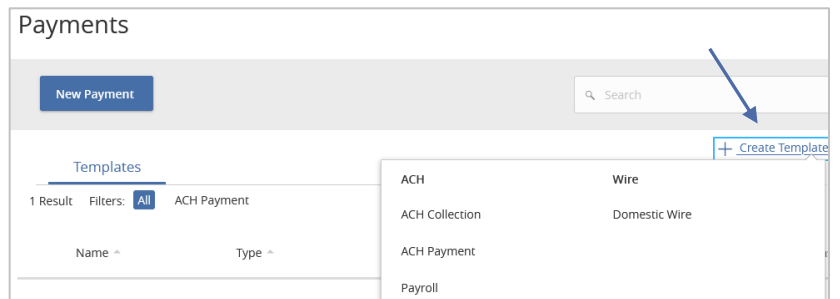 Payments
New Payment
Search
Create Template
Templates
ACH Wire
1 Result Filters: All ACH Payment
ACH Collection Domestic Wire
ACH Payment
Name Type
Payroll